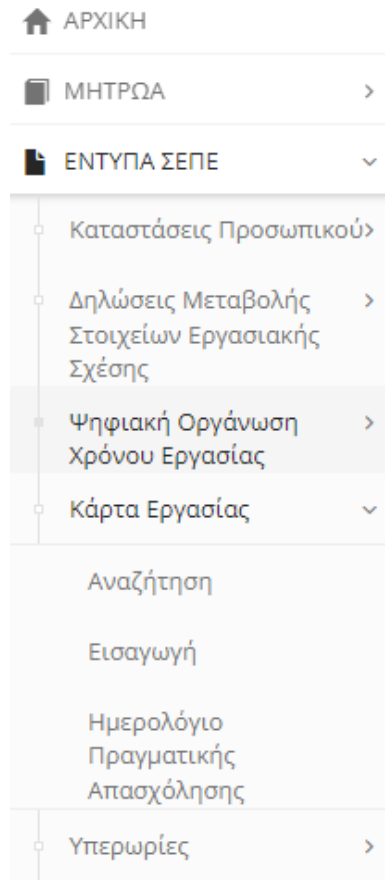 ΑΡΧΙΚΗ
ΜΗΤΡΩΑ
ΕΝΤΥΠΑ ΣΕΠΕ
Καταστάσεις Προσωπικού
Δηλώσεις Μεταβολής
Στοιχείων Εργασιακής
Σχέσης
Ψηφιακή Οργάνωση
Χρόνου Εργασίας
Κάρτα Εργασίας
Αναζήτηση
Εισαγωγή
Ημερολόγιο
Πραγματικής
Απασχόλησης
Υπερωρίες